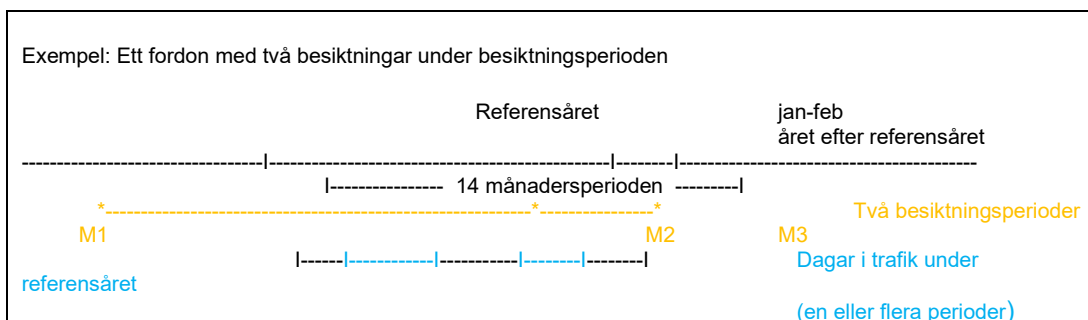 Exempel: Ett fordon med två besiktningar under besiktningsperioden
Referensåret jan-feb
året efter referensåret
-----------------------------------I-------------------------------------------------I--------I-------------------------------------------
I---------------- 14 månadersperioden ---------I
*--------------------------------------------------------------*----------------* Två besiktningsperioder
M1 M2 M3
I------I------------I-----------I--------I--------I Dagar i trafik under
referensåret
(en eller flera perioder)